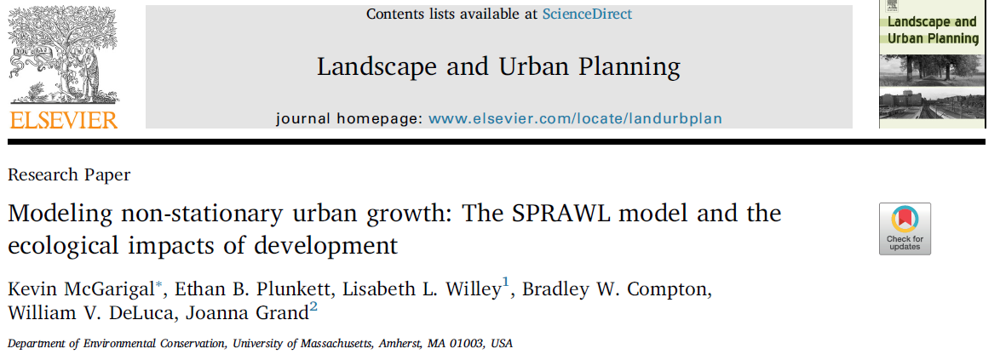 Contents lists available at ScienceDirect
Landscape and Urban Planning
journal homepage: www.elsevier.com/locate/landurbplan
ELSEVIER
Landscape and
Urban Planning
Research Paper
Modeling non-stationary urban growth: The SPRAWL model and the
ecological impacts of development
Check for
updates
Kevin McGarigal*, Ethan B. Plunkett, Lisabeth L. Willey1, Bradley W. Compton,
William V. DeLuca, Joanna Grand2
Department of Environmental Conservation, University of Massachusetts, Amherst, MA 01003, USA